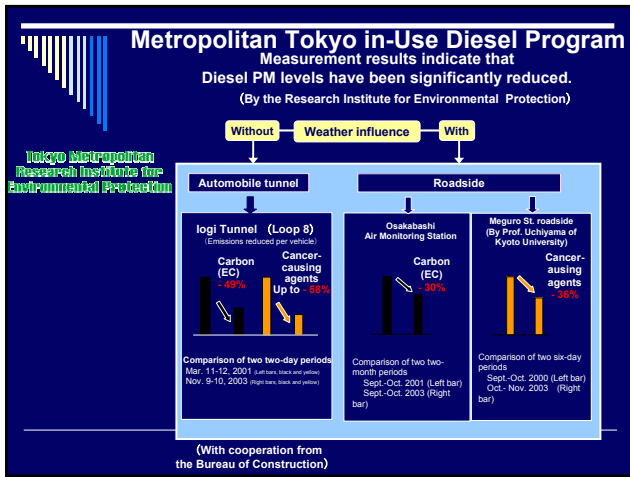 Metropolitan Tokyo in-Use Diesel Program
Measurement results indicate that
Diesel PM levels have been significantly reduced.
(By the Research Institute for Environmental Protection)
Without
Weather influence
With
Tokyo Metropolitan
Research Institute for
Environmental Protection
Automobile tunnel
Roadside
Iogi Tunnel (Loop 8)
(Emissions reduced per vehicle)
Carbon
(EC)
- 49%
Cancer-
causing
agents
Up to - 58%
Comparison of two two-day periods
Mar. 11-12, 2001 (Left bars, black and yellow)
Nov. 9-10, 2003 (Right bars, black and yellow)
Osakabashi
Air Monitoring Station
Carbon
(EC)
- 30%
Comparison of two two-
month periods
Sept.-Oct. 2001 (Left bar)
Sept.-Oct. 2003 (Right
bar)
Meguro St. roadside
(By Prof. Uchiyama of
Kyoto University)
Cancer-
causing
agents
- 36%
Comparison of two six-day
periods
Sept.-Oct. 2000 (Left bar)
Oct.- Nov. 2003 (Right
bar)
(With cooperation from
the Bureau of Construction)